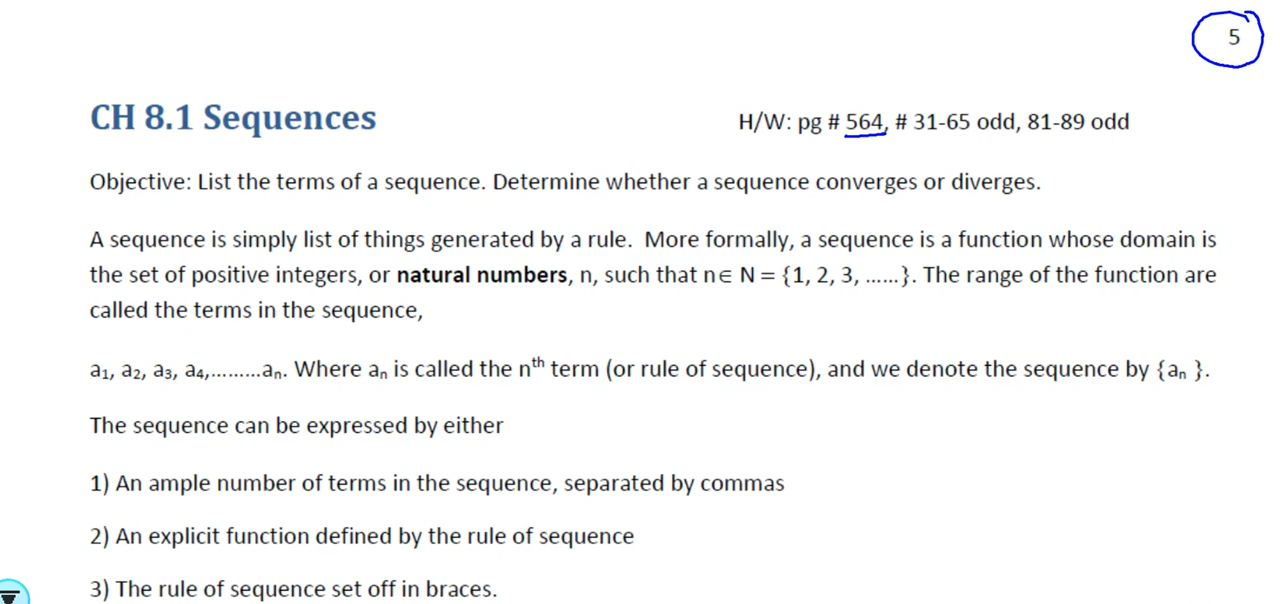 5
CH 8.1 Sequences H/W: pg # 564, # 31-65 odd, 81-89 odd
Objective: List the terms of a sequence. Determine whether a sequence converges or diverges.
A sequence is simply list of things generated by a rule. More formally, a sequence is a function whose domain is
the set of positive integers, or natural numbers, n, such that n∈ N = {1, 2, 3, ......}. The range of the function are
called the terms in the sequence,
a₁, a₂, a₃, a₄,.........aₙ. Where aₙ is called the nᵗʰ term (or rule of sequence), and we denote the sequence by {aₙ }.
The sequence can be expressed by either
1) An ample number of terms in the sequence, separated by commas
2) An explicit function defined by the rule of sequence
3) The rule of sequence set off in braces.